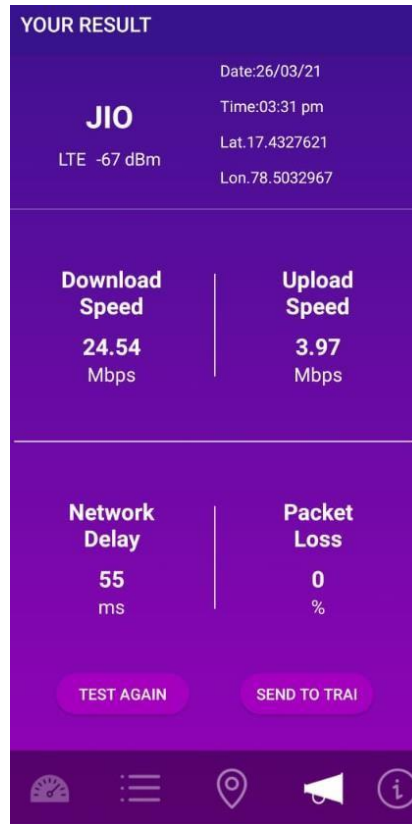 YOUR RESULT
JIO
LTE -67 dBm
Date:26/03/21
Time:03:31 pm
Lat.17.4327621
Lon.78.5032967
Download
Speed
24.54
Mbps
Upload
Speed
3.97
Mbps
Network
Delay
55
ms
Packet
Loss
0
%
TEST AGAIN
SEND TO TRAI